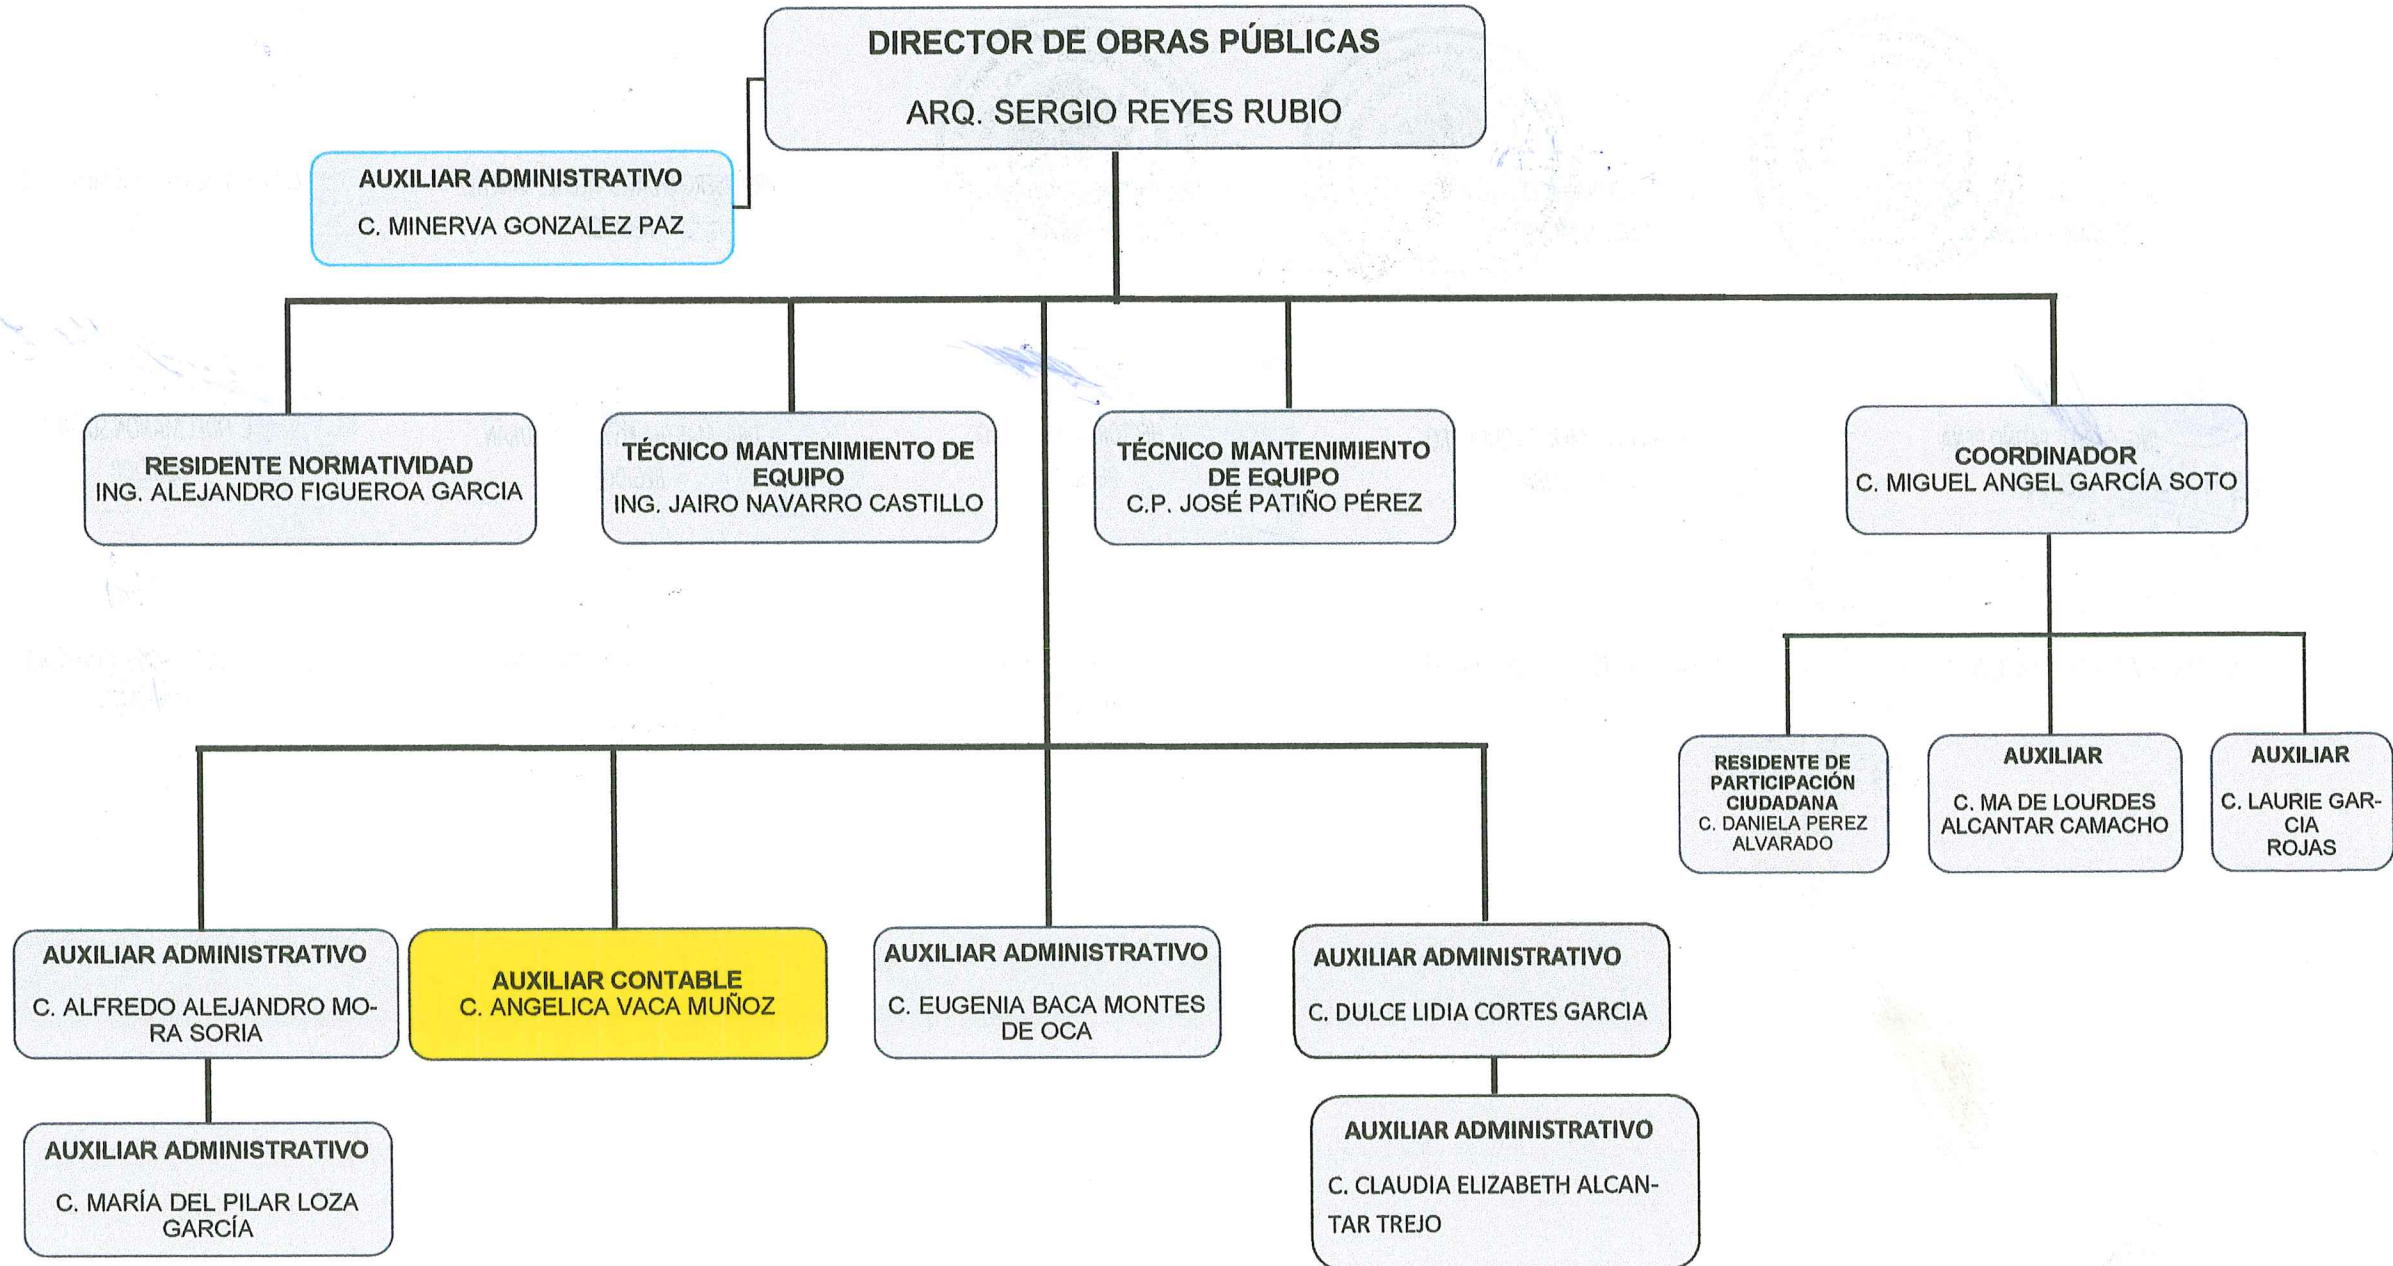 DIRECTOR DE OBRAS PÚBLICAS
ARQ. SERGIO REYES RUBIO
AUXILIAR ADMINISTRATIVO
C. MINERVA GONZALEZ PAZ
RESIDENTE NORMATIVIDAD
ING. ALEJANDRO FIGUEROA GARCIA
TÉCNICO MANTENIMIENTO DE
EQUIPO
ING. JAIRO NAVARRO CASTILLO
TÉCNICO MANTENIMIENTO
DE EQUIPO
C.P. JOSÉ PATIÑO PÉREZ
COORDINADOR
C. MIGUEL ANGEL GARCÍA SOTO
RESIDENTE DE
PARTICIPACIÓN
CIUDADANA
C. DANIELA PEREZ
ALVARADO
AUXILIAR
C. MA DE LOURDES
ALCANTAR CAMACHO
AUXILIAR
C. LAURIE GAR-
CIA
ROJAS
AUXILIAR ADMINISTRATIVO
C. ALFREDO ALEJANDRO MO-
RA SORIA
AUXILIAR CONTABLE
C. ANGELICA VACA MUÑOZ
AUXILIAR ADMINISTRATIVO
C. EUGENIA BACA MONTES
DE OCA
AUXILIAR ADMINISTRATIVO
C. DULCE LIDIA CORTES GARCIA
AUXILIAR ADMINISTRATIVO
C. MARÍA DEL PILAR LOZA
GARCÍA
AUXILIAR ADMINISTRATIVO
C. CLAUDIA ELIZABETH ALCAN-
TAR TREJO